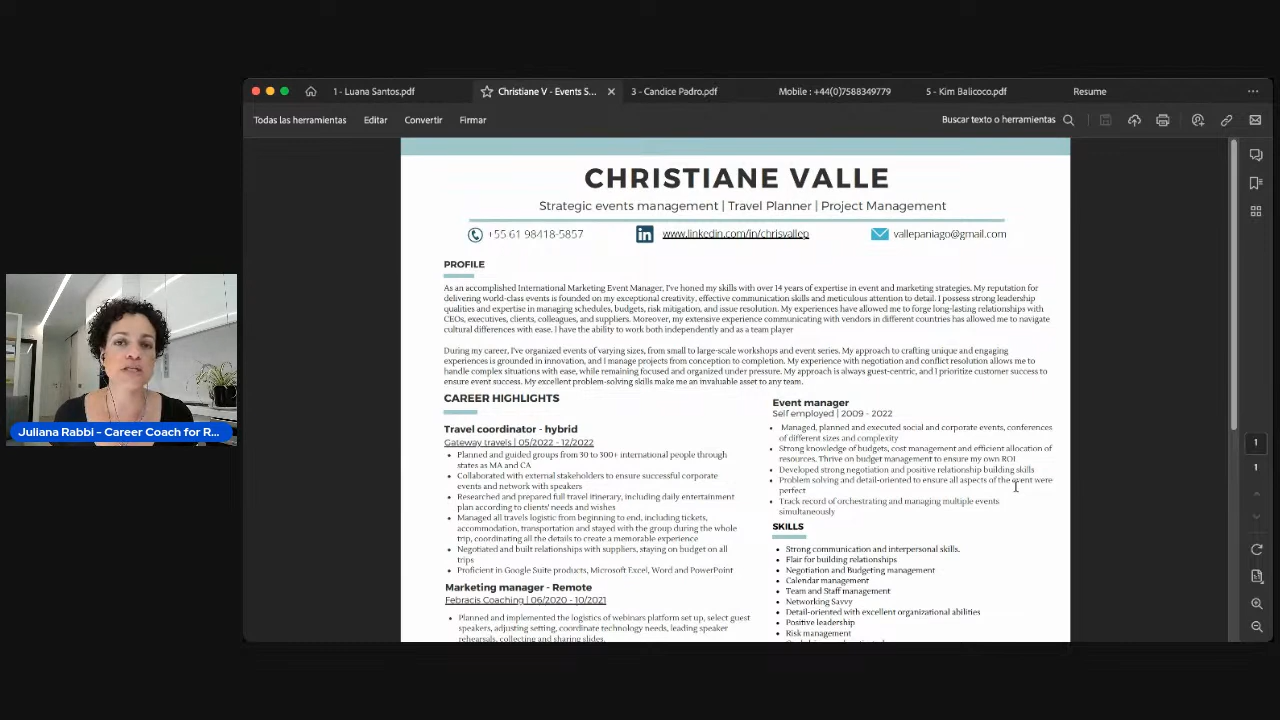 1 - Luana Santos.pdf
Christiane V - Events S...
3 - Candice Padro.pdf
Mobile : +44(0)7588349779
5 - Kim Balicoco.pdf
Resume
Todas las herramientas
Editar
Convertir
Firmar
Buscar texto o herramientas
CHRISTIANE VALLE
Strategic events management | Travel Planner | Project Management
+55 61 98418-5857
www.linkedin.com/in/chrisvallep
vallepaniago@gmail.com
PROFILE
As an accomplished International Marketing Event Manager, I've honed my skills with over 14 years of expertise in event and marketing strategies. My reputation for
delivering world-class events is founded on my exceptional creativity, effective communication skills and meticulous attention to detail. I possess strong leadership
qualities and expertise in managing schedules, budgets, risk mitigation, and issue resolution. My experiences have allowed me to forge long-lasting relationships with
CEOs, executives, clients, colleagues, and suppliers. Moreover, my extensive experience communicating with vendors in different countries has allowed me to navigate
cultural differences with ease. I have the ability to work both independently and as a team player
During my career, I've organized events of varying sizes, from small to large-scale workshops and event series. My approach to crafting unique and engaging
experiences is grounded in innovation, and I manage projects from conception to completion. My experience with negotiation and conflict resolution allows me to
handle complex situations with ease, while remaining focused and organized under pressure. My approach is always guest-centric, and I prioritize customer success to
ensure event success. My excellent problem-solving skills make me an invaluable asset to any team.
CAREER HIGHLIGHTS
Travel coordinator - hybrid
Gateway travels | 05/2022 - 12/2022
• Planned and guided groups from 30 to 300+ international people through
states as MA and CA
• Collaborated with external stakeholders to ensure successful corporate
events and network with speakers
• Researched and prepared full travel itinerary, including daily entertainment
plan according to clients' needs and wishes
• Managed all travels logistic from beginning to end, including tickets,
accommodation, transportation and stayed with the group during the whole
trip, coordinating all the details to create a memorable experience
• Negotiated and built relationships with suppliers, staying on budget on all
trips
• Proficient in Google Suite products, Microsoft Excel, Word and PowerPoint
Marketing manager - Remote
Febracis Coaching | 06/2020 - 10/2021
• Planned and implemented the logistics of webinars platform set up, select guest
speakers, adjusting setting, coordinate technology needs, leading speaker
rehearsals, collecting and sharing slides.
Event manager
Self employed | 2009 - 2022
• Managed, planned and executed social and corporate events, conferences
of different sizes and complexity
• Strong knowledge of budgets, cost management and efficient allocation of
resources. Thrive on budget management to ensure my own ROI
• Developed strong negotiation and positive relationship building skills
• Problem solving and detail-oriented to ensure all aspects of the event were
perfect
• Track record of orchestrating and managing multiple events
simultaneously
SKILLS
• Strong communication and interpersonal skills.
• Flair for building relationships
• Negotiation and Budgeting management
• Calendar management
• Team and Staff management
• Networking Savvy
• Detail-oriented with excellent organizational abilities
• Positive leadership
• Risk management
1
1
Juliana Rabbi – Career Coach for R...